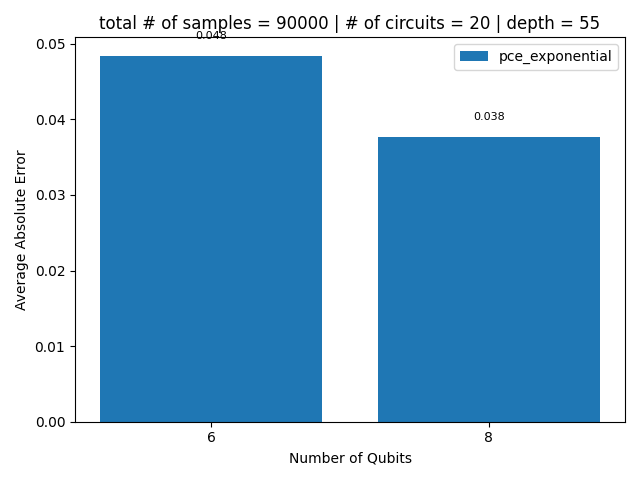 total # of samples = 90000 | # of circuits = 20 | depth = 55
0.05
0.04
0.03
0.02
0.01
0.00
Average Absolute Error
0.048
0.038
pce_exponential
6
8
Number of Qubits